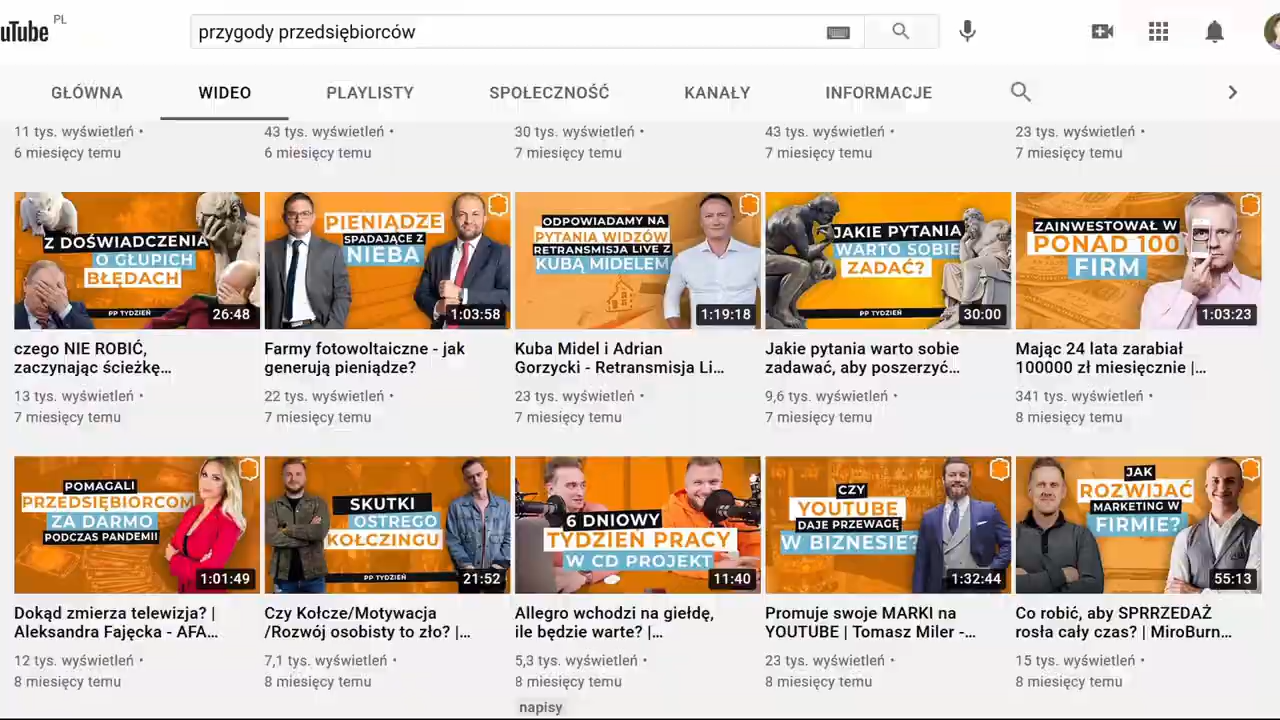 uTube PL
przygody przedsiębiorców
GŁÓWNA WIDEO PLAYLISTY SPOŁECZNOŚĆ KANAŁY INFORMACJE
11 tys. wyświetleń •
6 miesięcy temu
43 tys. wyświetleń •
6 miesięcy temu
30 tys. wyświetleń •
7 miesięcy temu
43 tys. wyświetleń •
7 miesięcy temu
23 tys. wyświetleń •
7 miesięcy temu
Z DOŚWIADCZENIA
O GŁUPICH
BŁĘDACH
PP TYDZIEŃ
26:48
czego NIE ROBIĆ,
zaczynając ścieżkę...
13 tys. wyświetleń •
7 miesięcy temu
PIENIĄDZE
SPADAJĄCE Z
NIEBA
1:03:58
Farmy fotowoltaiczne - jak
generują pieniądze?
22 tys. wyświetleń •
7 miesięcy temu
ODPOWIADAMY NA
PYTANIA WIDZÓW
RETRANSMISJA LIVE Z
KUBĄ MIDELEM
1:19:18
Kuba Midel i Adrian
Gorzycki - Retransmisja Li...
23 tys. wyświetleń •
7 miesięcy temu
JAKIE PYTANIA
WARTO SOBIE
ZADAĆ?
PP TYDZIEŃ
30:00
Jakie pytania warto sobie
zadawać, aby poszerzyć...
9,6 tys. wyświetleń •
7 miesięcy temu
ZAINWESTOWAŁ W
PONAD 100
FIRM
1:03:23
Mając 24 lata zarabiał
100000 zł miesięcznie |...
341 tys. wyświetleń •
8 miesięcy temu
POMAGALI
PRZEDSIĘBIORCOM
ZA DARMO
PODCZAS PANDEMII
1:01:49
Dokąd zmierza telewizja? |
Aleksandra Fajęcka - AFA...
12 tys. wyświetleń •
8 miesięcy temu
SKUTKI
OSTREGO
KOŁCZINGU
PP TYDZIEŃ
21:52
Czy Kołcze/Motywacja
/Rozwój osobisty to zło? |...
7,1 tys. wyświetleń •
8 miesięcy temu
6 DNIOWY
TYDZIEŃ PRACY
W CD PROJEKT
11:40
Allegro wchodzi na giełdę,
ile będzie warte? |...
5,3 tys. wyświetleń •
8 miesięcy temu
napisy
CZY
YOUTUBE
DAJE PRZEWAGĘ
W BIZNESIE?
1:32:44
Promuje swoje MARKI na
YOUTUBE | Tomasz Miler -...
23 tys. wyświetleń •
8 miesięcy temu
JAK
ROZWIJAĆ
MARKETING W
FIRMIE?
55:13
Co robić, aby SPRRZEDAŻ
rosła cały czas? | MiroBurn...
15 tys. wyświetleń •
8 miesięcy temu